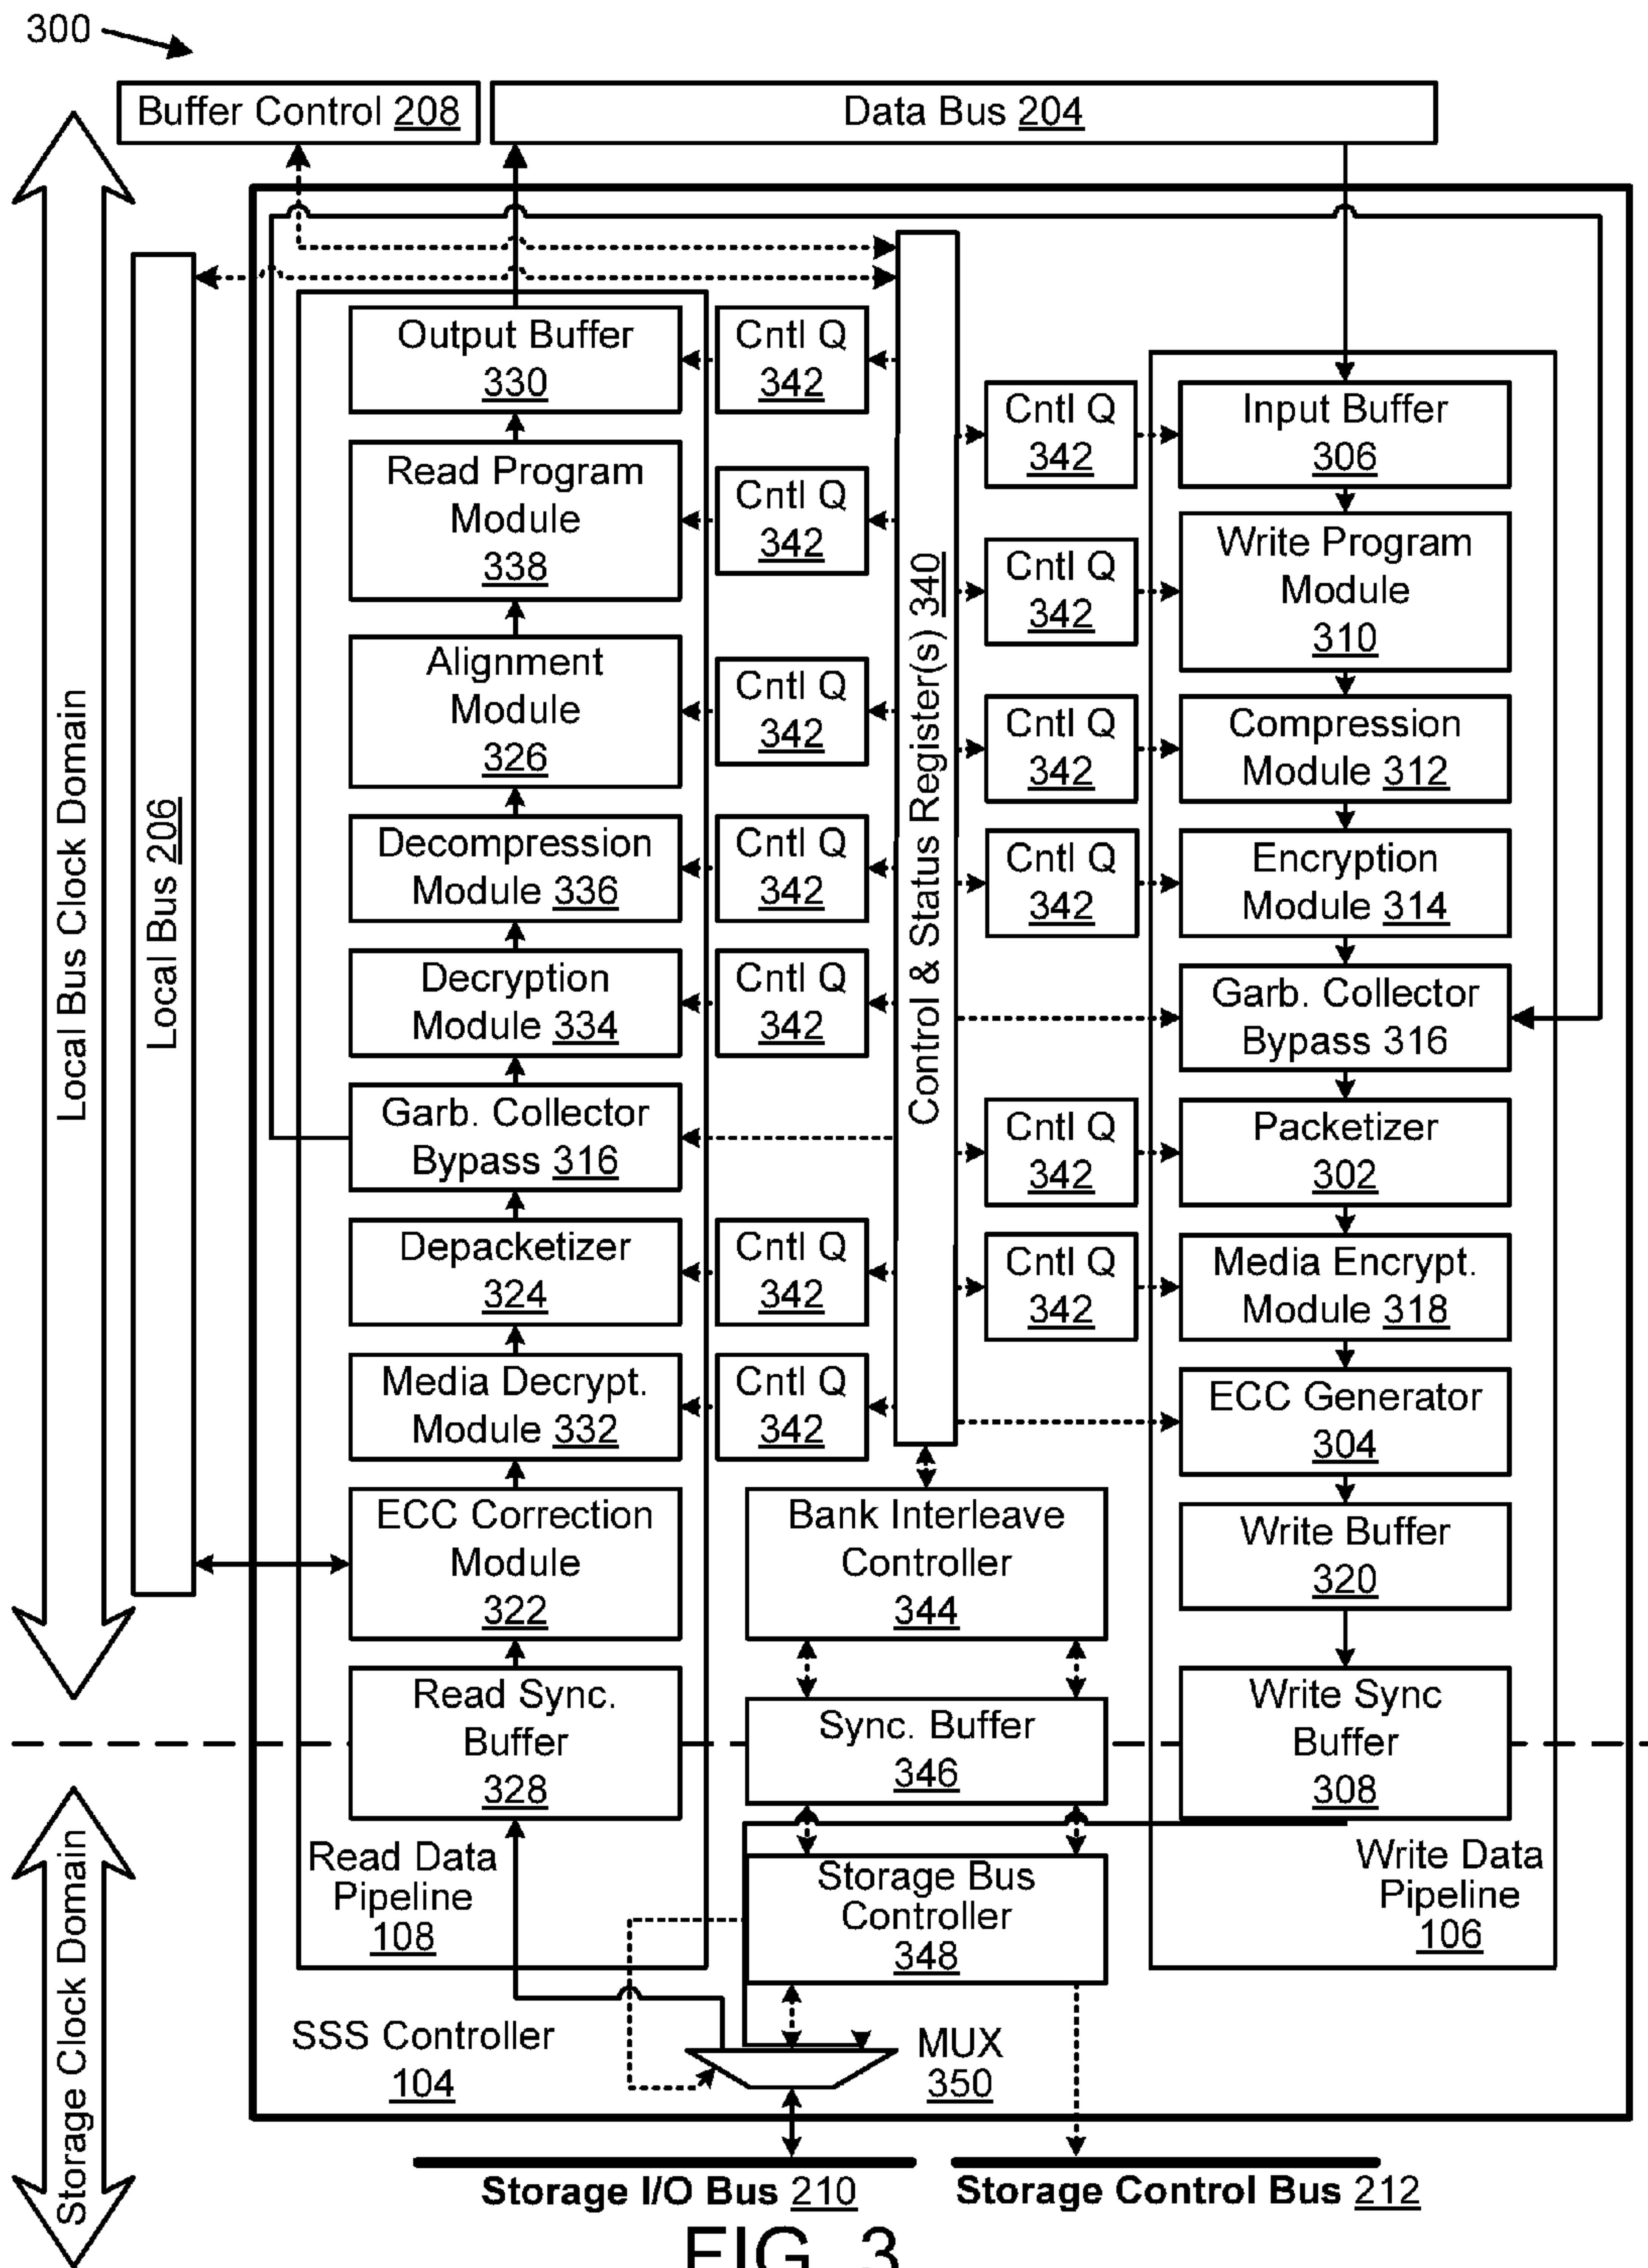 300
Buffer Control 208
Data Bus 204
Local Bus Clock Domain
Local Bus 206
Output Buffer
330
Read Program
Module
338
Alignment
Module
326
Decompression
Module 336
Decryption
Module 334
Garb. Collector
Bypass 316
Depacketizer
324
Media Decrypt.
Module 332
ECC Correction
Module
322
Read Sync.
Buffer
328
Read Data
Pipeline
108
Cntl Q
342
Cntl Q
342
Cntl Q
342
Cntl Q
342
Cntl Q
342
Cntl Q
342
Cntl Q
342
Control & Status Register(s) 340
Cntl Q
342
Cntl Q
342
Cntl Q
342
Cntl Q
342
Cntl Q
342
Cntl Q
342
Input Buffer
306
Write Program
Module
310
Compression
Module 312
Encryption
Module 314
Garb. Collector
Bypass 316
Packetizer
302
Media Encrypt.
Module 318
ECC Generator
304
Write Buffer
320
Write Sync
Buffer
308
Write Data
Pipeline
106
Bank Interleave
Controller
344
Sync. Buffer
346
Storage Bus
Controller
348
Storage Clock Domain
SSS Controller
104
MUX
350
Storage I/O Bus 210
Storage Control Bus 212
FIG. 3